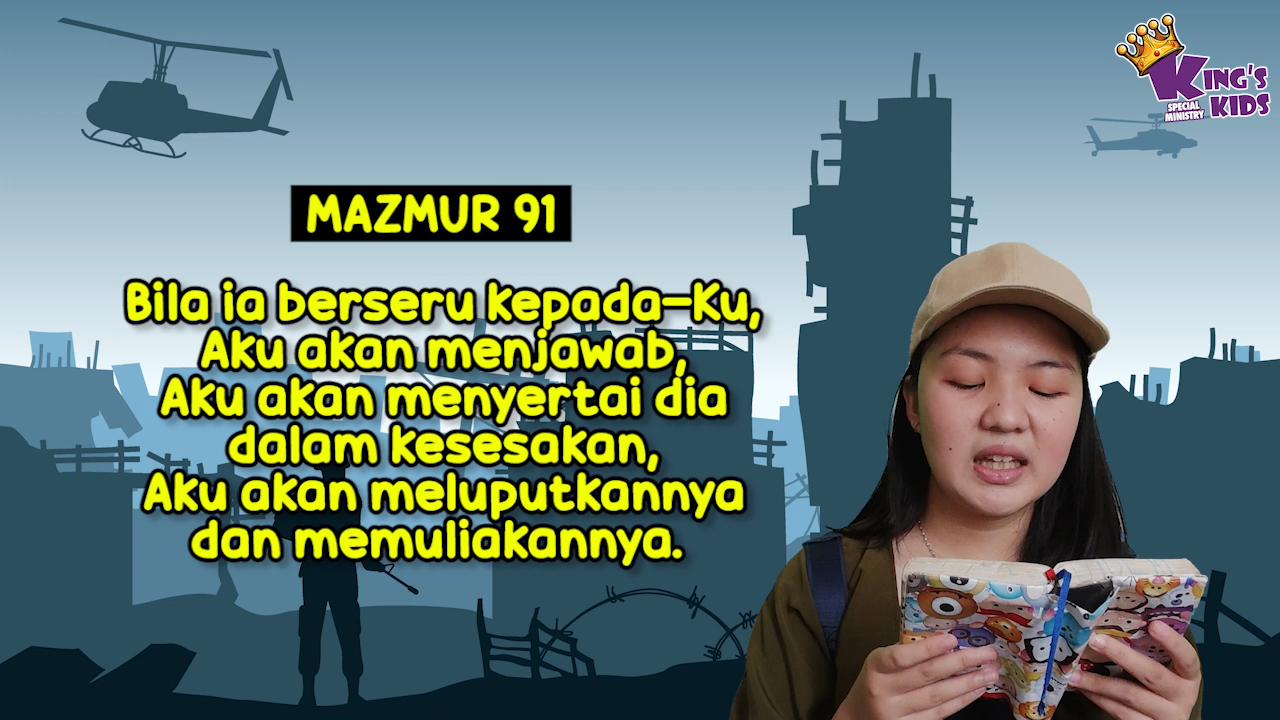 KING'S
KIDS
SPECIAL
MINISTRY
MAZMUR 91
Bila ia berseru kepada-Ku,
Aku akan menjawab,
Aku akan menyertai dia
dalam kesesakan,
Aku akan meluputkannya
dan memuliakannya.